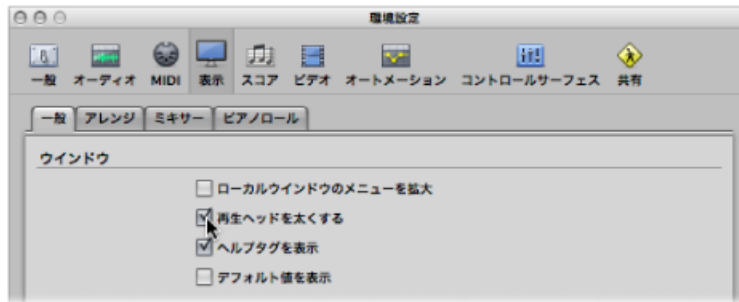 環境設定
一般 オーディオ MIDI 表示 スコア ビデオ オートメーション コントロールサーフェス 共有
一般 アレンジ ミキサー ピアノロール
ウインドウ
ローカルウインドウのメニューを拡大
再生ヘッドを太くする
ヘルプタグを表示
デフォルト値を表示